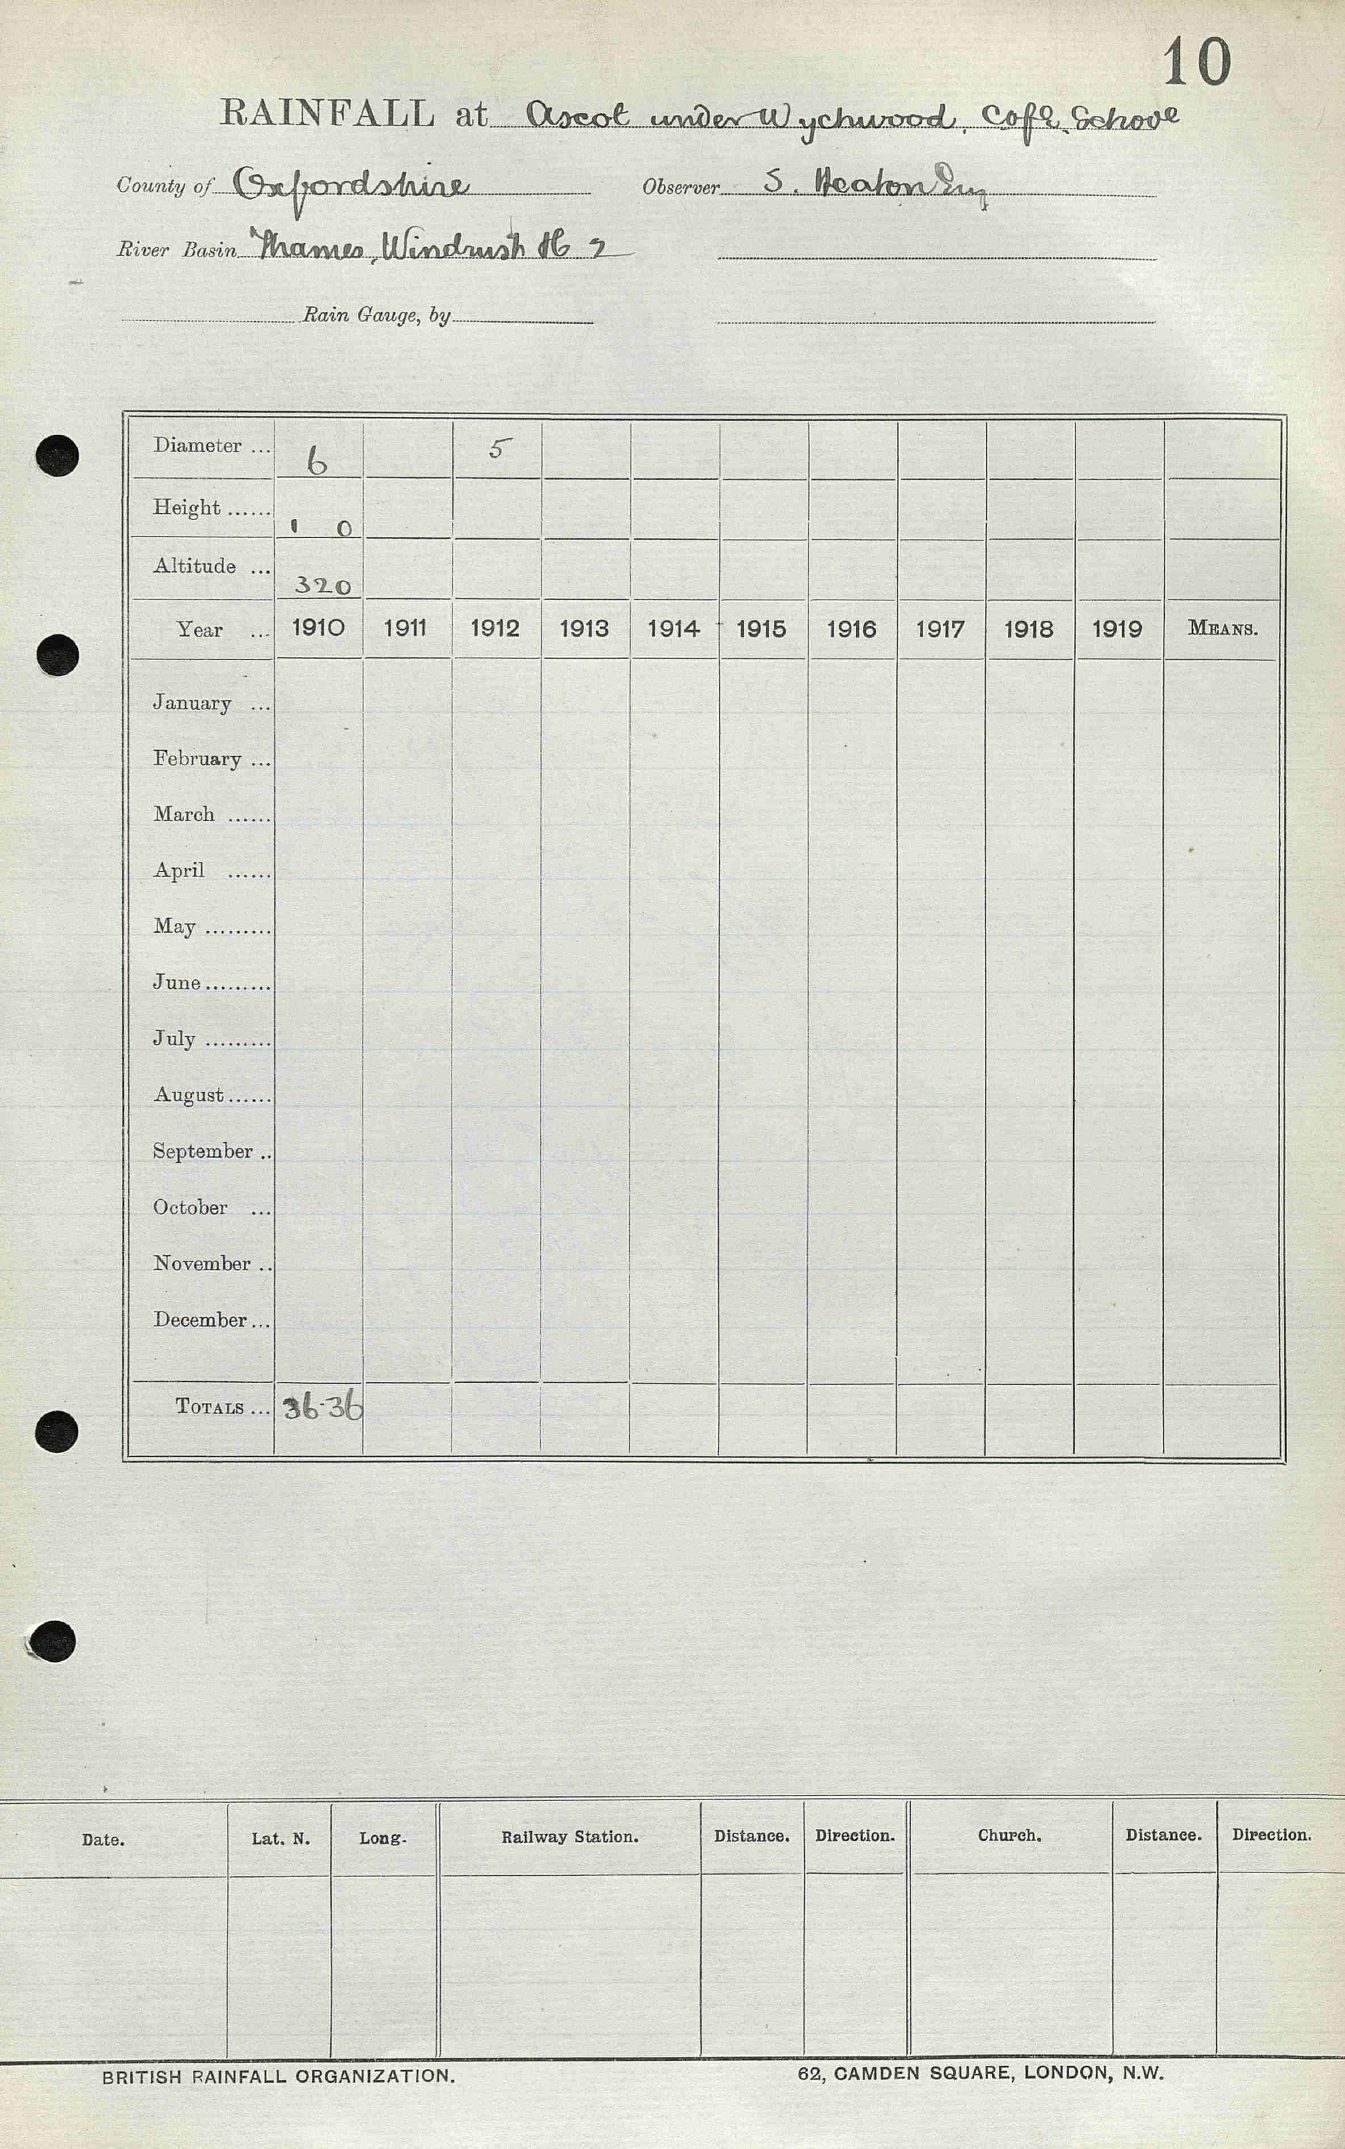 10
RAINFALL at Ascot under Wychwood, C of E. School
County of Oxfordshire Observer S. Heaton Esq
River Basin Thames, Windrush H 2
Rain Gauge, by
Diameter ... 6 5
Height ...... 1 0
Altitude ... 320
Year ... 1910 1911 1912 1913 1914 1915 1916 1917 1918 1919 MEANS.
January ...
February ...
March ......
April ......
May .........
June .........
July .........
August ......
September ..
October ...
November ..
December ...
TOTALS ... 36.36
Date. Lat. N. Long. Railway Station. Distance. Direction. Church. Distance. Direction.
BRITISH RAINFALL ORGANIZATION. 62, CAMDEN SQUARE, LONDON, N.W.